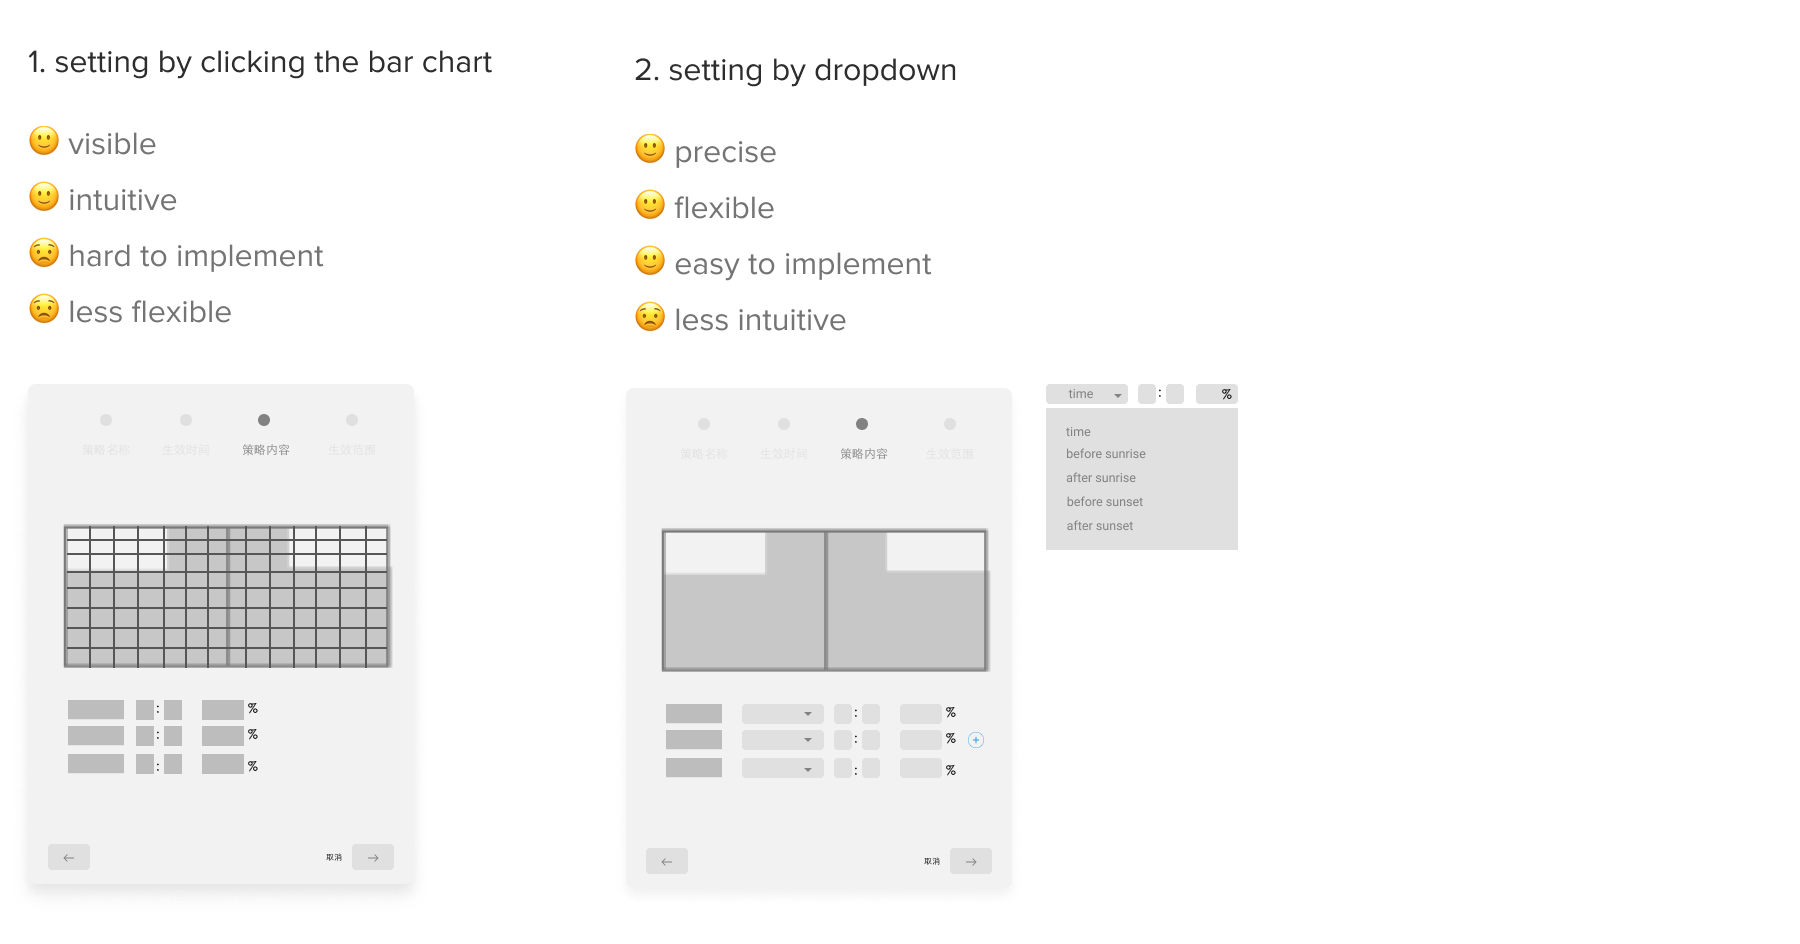 1. setting by clicking the bar chart
🙂 visible
🙂 intuitive
😟 hard to implement
😟 less flexible
策略名称 生效时间 策略内容 生效范围
: %
: %
: %
← 取消 →
2. setting by dropdown
🙂 precise
🙂 flexible
🙂 easy to implement
😟 less intuitive
策略名称 生效时间 策略内容 生效范围
: %
: % +
: %
← 取消 →
time : %
time
before sunrise
after sunrise
before sunset
after sunset